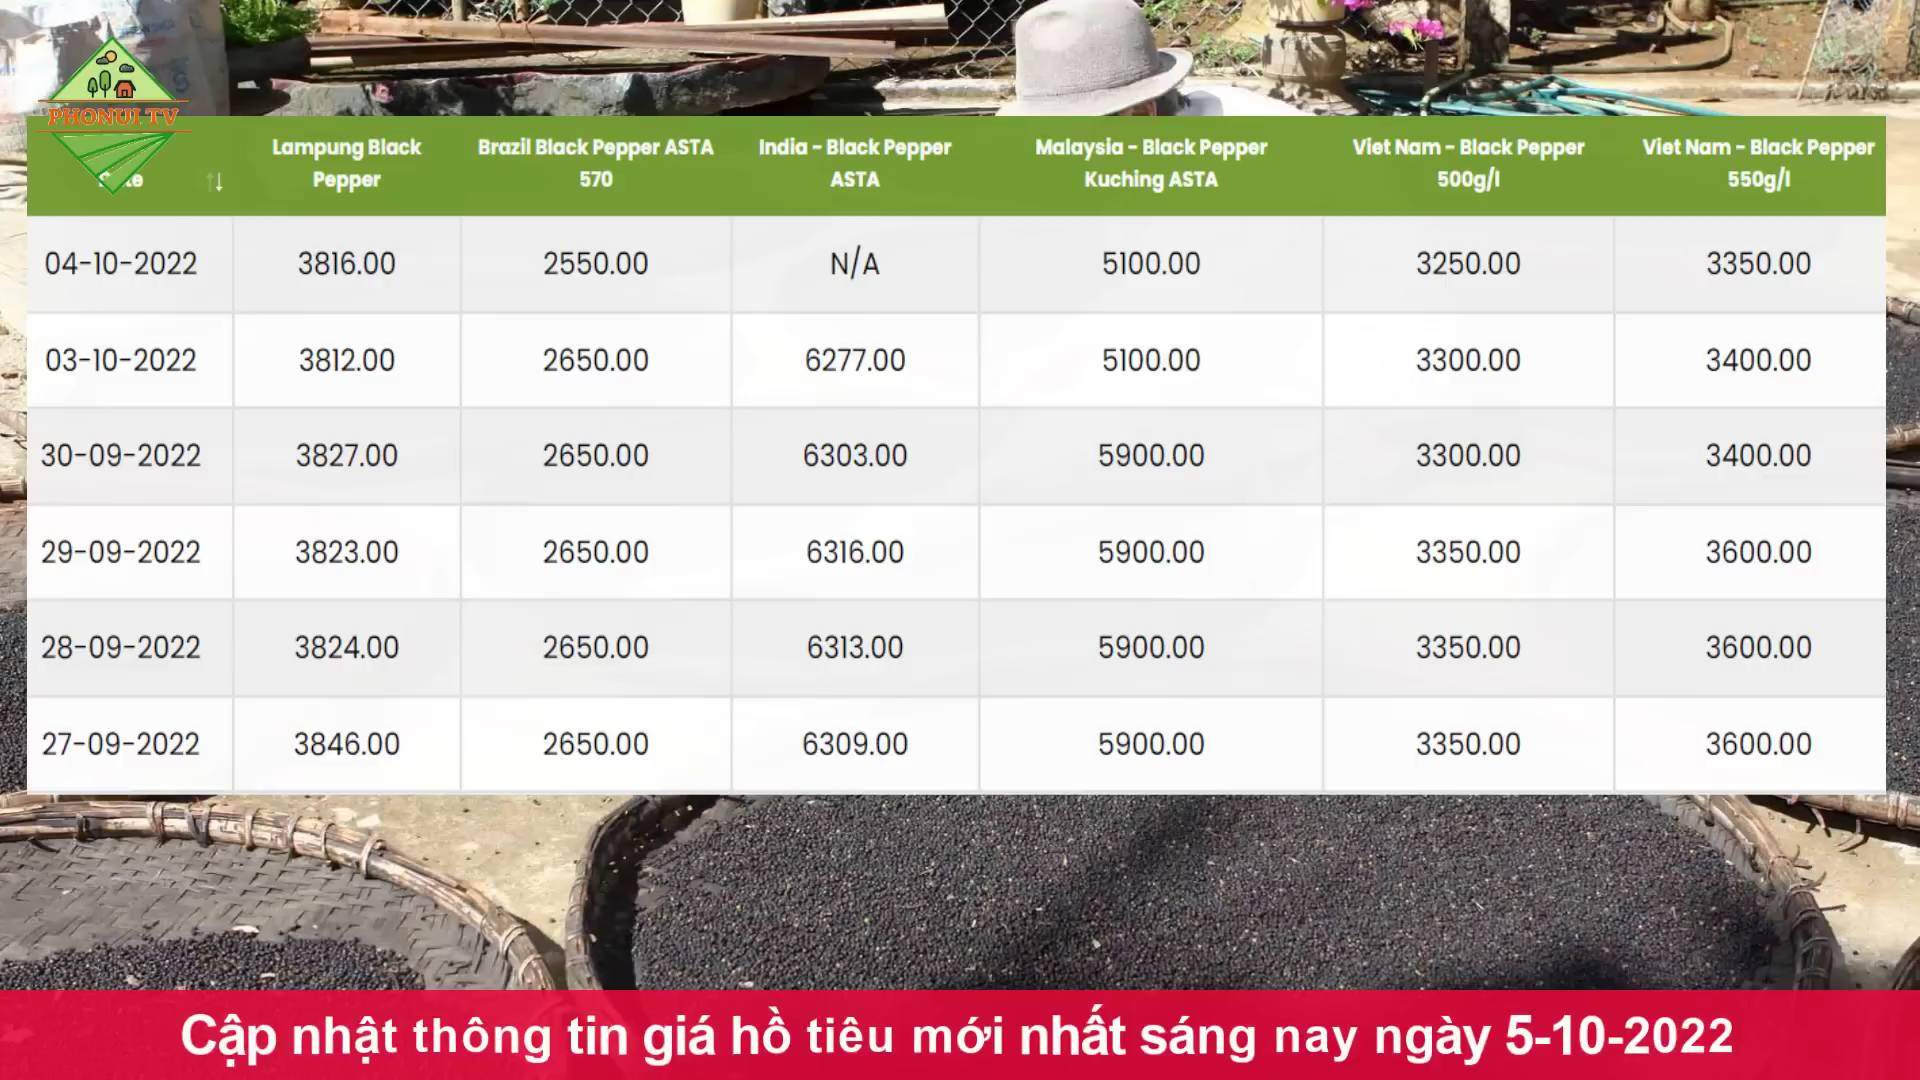 PHONUI TV
Lampung Black Pepper
Brazil Black Pepper ASTA 570
India - Black Pepper ASTA
Malaysia - Black Pepper Kuching ASTA
Viet Nam - Black Pepper 500g/l
Viet Nam - Black Pepper 550g/l
04-10-2022 3816.00 2550.00 N/A 5100.00 3250.00 3350.00
03-10-2022 3812.00 2650.00 6277.00 5100.00 3300.00 3400.00
30-09-2022 3827.00 2650.00 6303.00 5900.00 3300.00 3400.00
29-09-2022 3823.00 2650.00 6316.00 5900.00 3350.00 3600.00
28-09-2022 3824.00 2650.00 6313.00 5900.00 3350.00 3600.00
27-09-2022 3846.00 2650.00 6309.00 5900.00 3350.00 3600.00
Cập nhật thông tin giá hồ tiêu mới nhất sáng nay ngày 5-10-2022